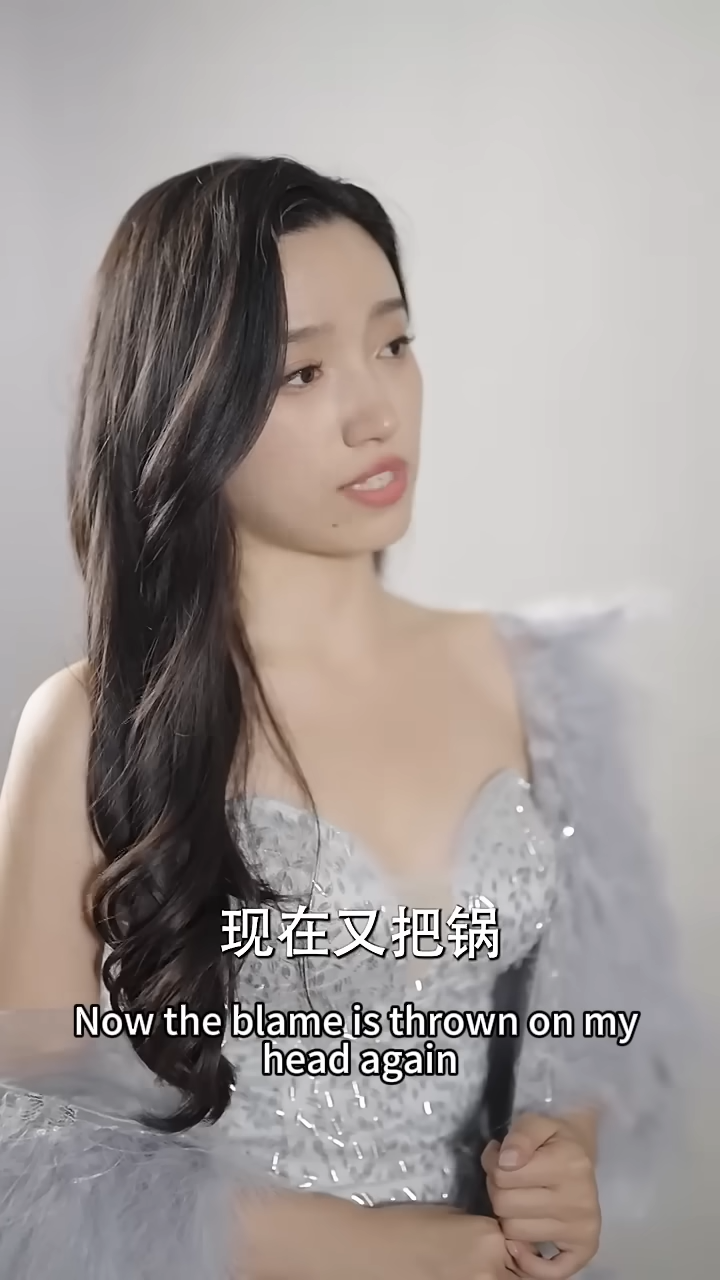 现在又把锅
Now the blame is thrown on my
head again